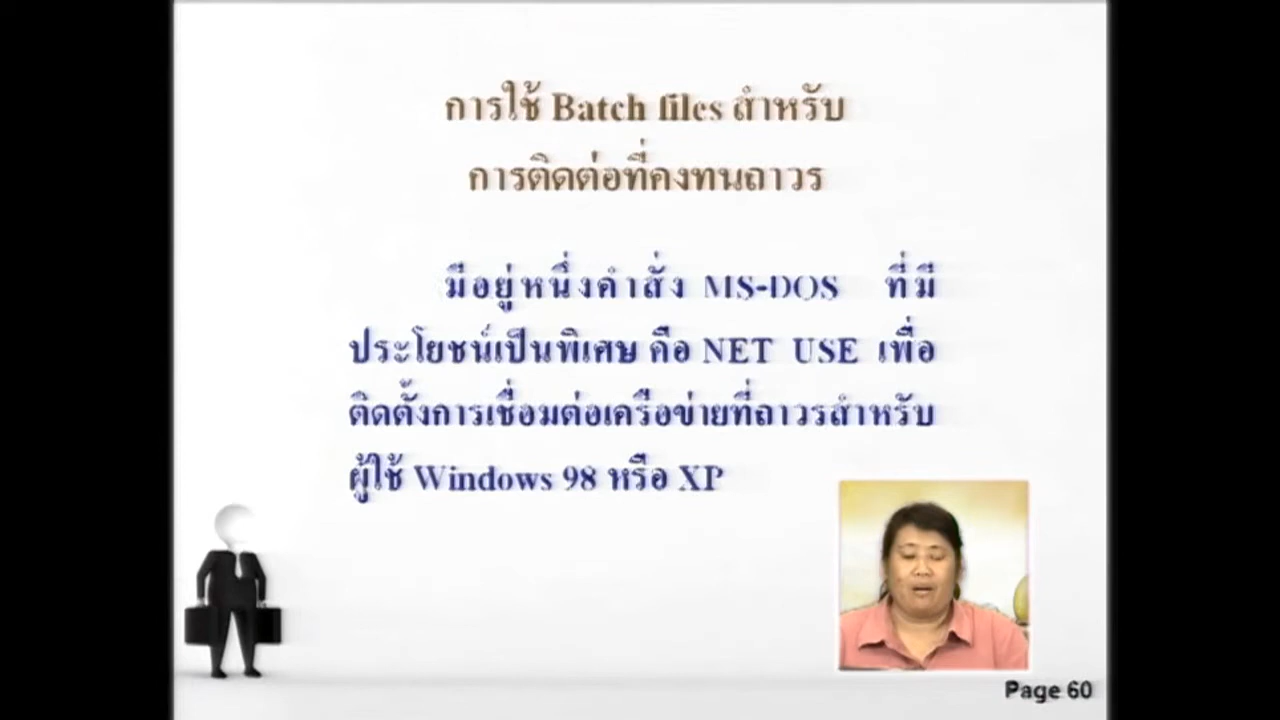 การใช้ Batch files สำหรับ
การติดต่อที่คงทนถาวร
มีอยู่หนึ่งคำสั่ง MS-DOS ที่มี
ประโยชน์เป็นพิเศษ คือ NET USE เพื่อ
ติดตั้งการเชื่อมต่อเครือข่ายที่ถาวรสำหรับ
ผู้ใช้ Windows 98 หรือ XP
Page 60